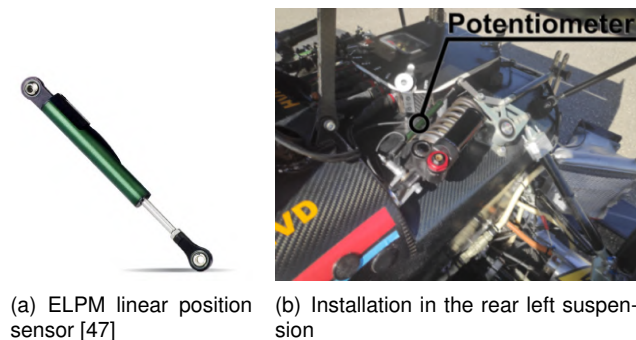 Potentiometer
VD
(a) ELPM linear position
sensor [47]
(b) Installation in the rear left suspen-
sion